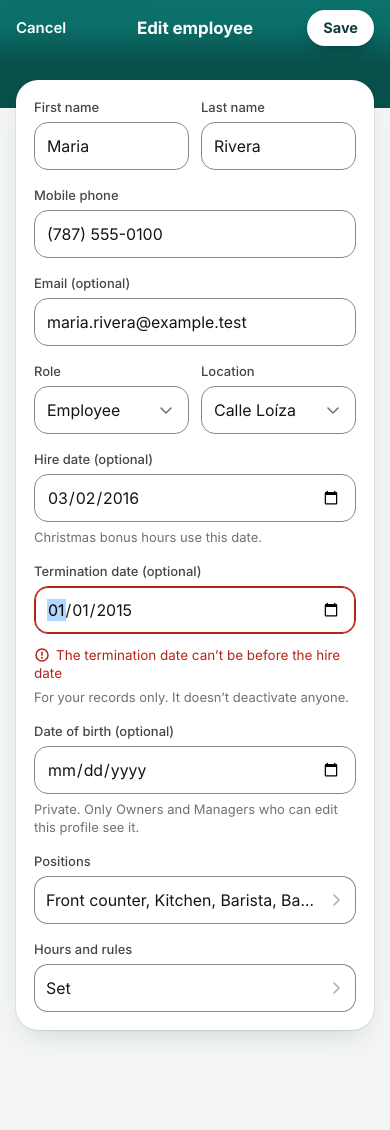 Cancel
Edit employee
Save
First name
Last name
Maria
Rivera
Mobile phone
(787) 555-0100
Email (optional)
maria.rivera@example.test
Role
Location
Employee
Calle Loíza
Hire date (optional)
03/02/2016
Christmas bonus hours use this date.
Termination date (optional)
01/01/2015
The termination date can’t be before the hire
date
For your records only. It doesn’t deactivate anyone.
Date of birth (optional)
mm/dd/yyyy
Private. Only Owners and Managers who can edit
this profile see it.
Positions
Front counter, Kitchen, Barista, Ba...
Hours and rules
Set